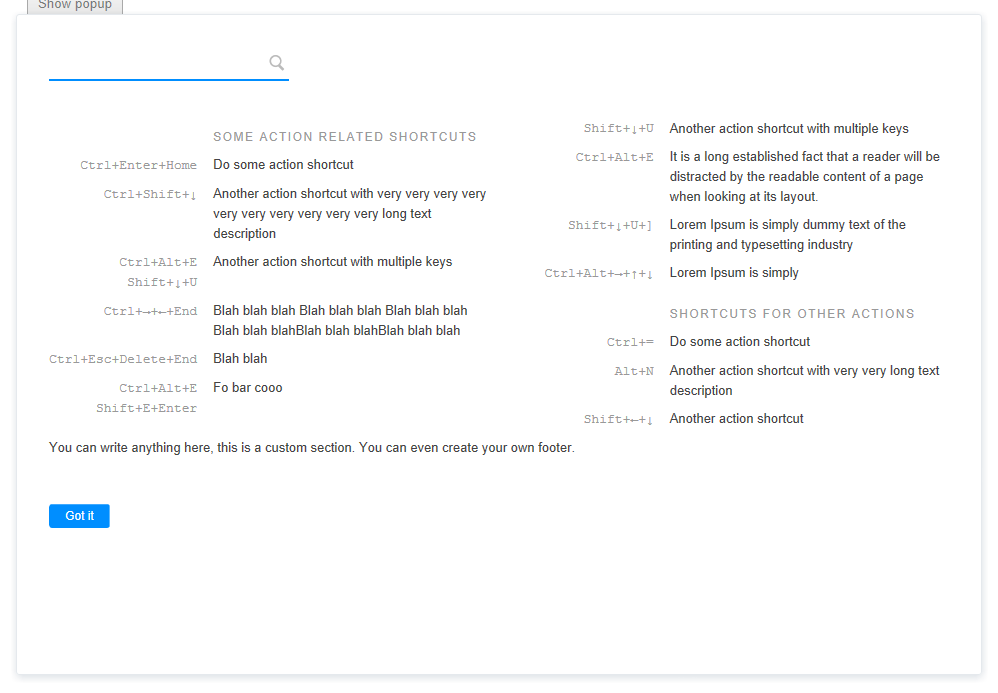 Show popup
SOME ACTION RELATED SHORTCUTS
Ctrl+Enter+Home Do some action shortcut
Ctrl+Shift+↓ Another action shortcut with very very very very
very very very very very very long text
description
Ctrl+Alt+E Another action shortcut with multiple keys
Shift+↓+U
Ctrl+→+←+End Blah blah blah Blah blah blah Blah blah blah
Blah blah blahBlah blah blahBlah blah blah
Ctrl+Esc+Delete+End Blah blah
Ctrl+Alt+E Fo bar cooo
Shift+E+Enter
Shift+↓+U Another action shortcut with multiple keys
Ctrl+Alt+E It is a long established fact that a reader will be
distracted by the readable content of a page
when looking at its layout.
Shift+↓+U+] Lorem Ipsum is simply dummy text of the
printing and typesetting industry
Ctrl+Alt+→+↑+↓ Lorem Ipsum is simply
SHORTCUTS FOR OTHER ACTIONS
Ctrl+= Do some action shortcut
Alt+N Another action shortcut with very very long text
description
Shift+←+↓ Another action shortcut
You can write anything here, this is a custom section. You can even create your own footer.
Got it